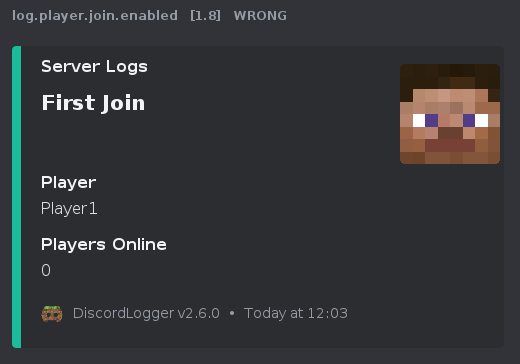 log.player.join.enabled [1.8] WRONG
Server Logs
First Join
Player
Player1
Players Online
0
DiscordLogger v2.6.0 • Today at 12:03